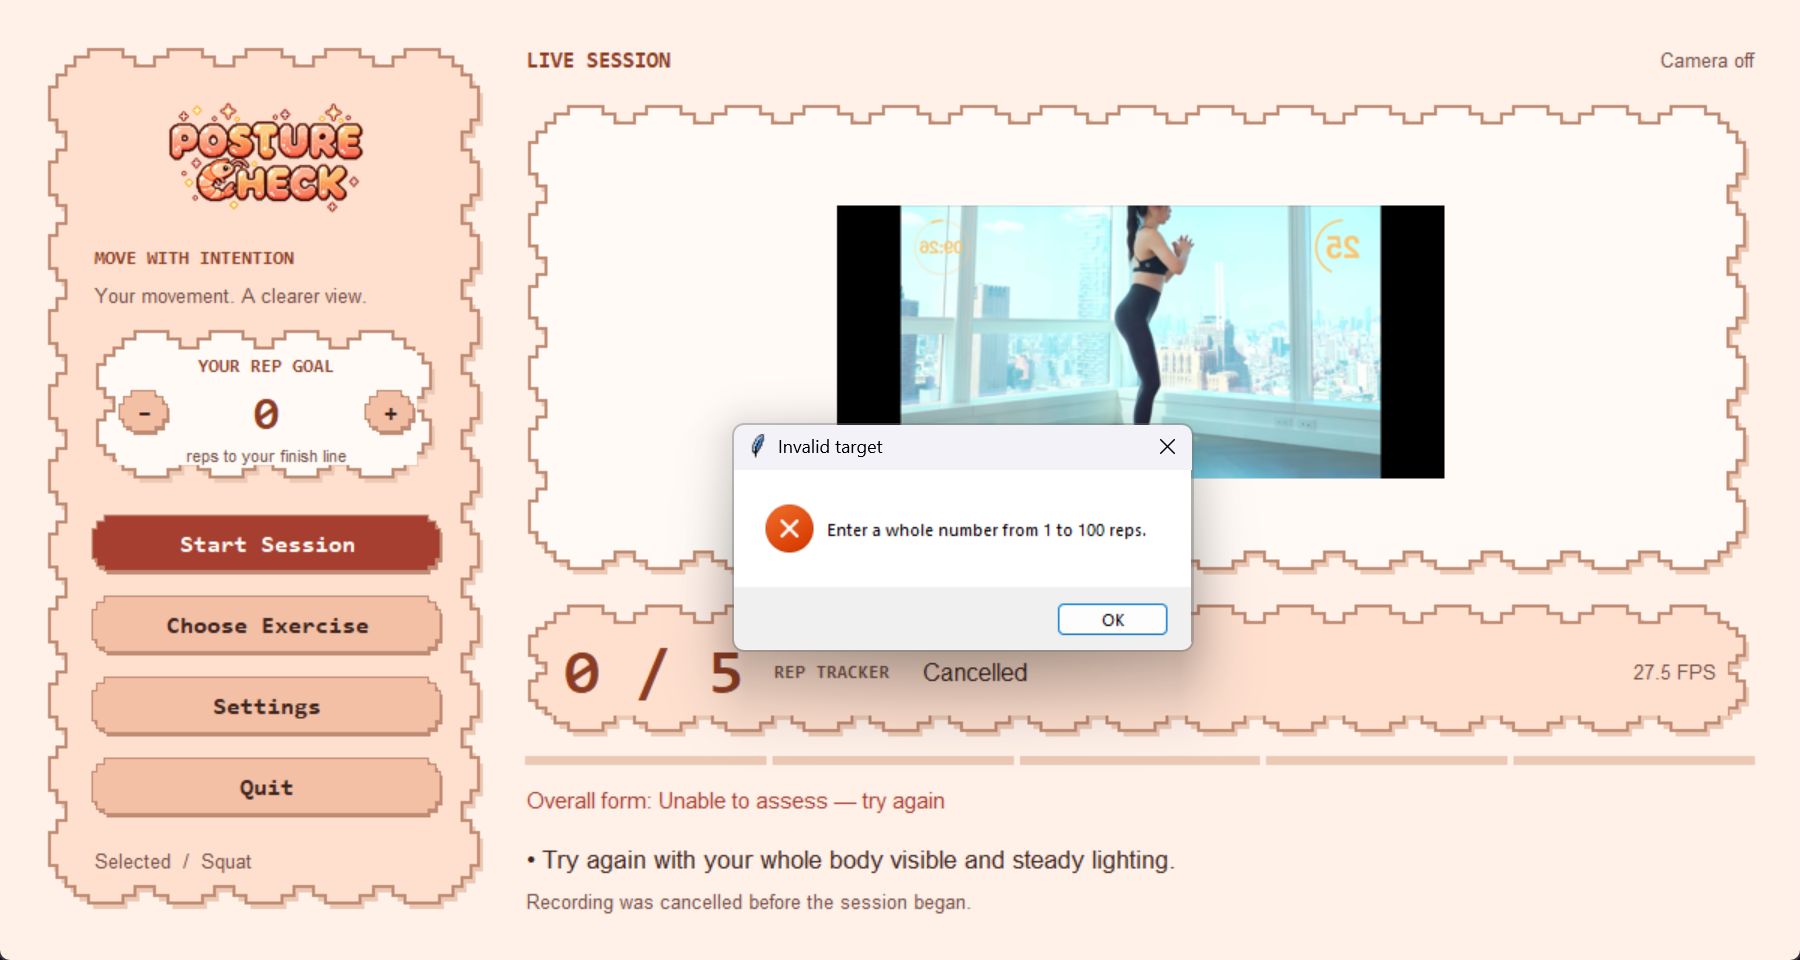 POSTURE
CHECK
MOVE WITH INTENTION
Your movement. A clearer view.
YOUR REP GOAL
-
0
+
reps to your finish line
Start Session
Choose Exercise
Settings
Quit
Selected / Squat
LIVE SESSION
Camera off
09:26
25
Invalid target
Enter a whole number from 1 to 100 reps.
OK
0 / 5
REP TRACKER
Cancelled
27.5 FPS
Overall form: Unable to assess — try again
• Try again with your whole body visible and steady lighting.
Recording was cancelled before the session began.